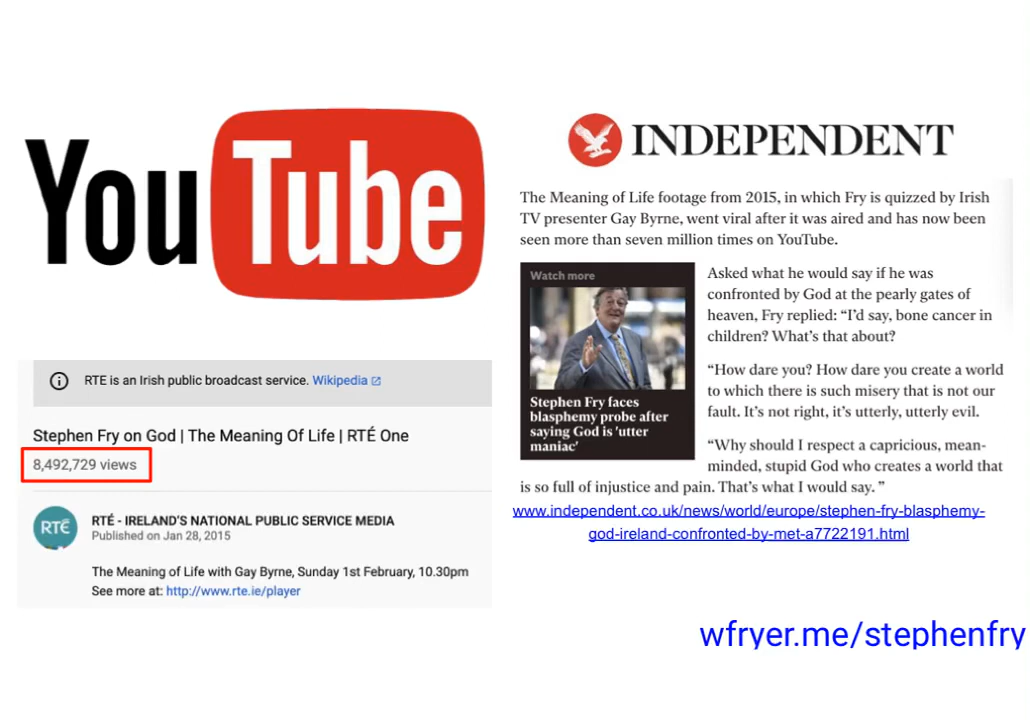 YouTube
RTE is an Irish public broadcast service. Wikipedia
Stephen Fry on God | The Meaning Of Life | RTÉ One
8,492,729 views
RTÉ
RTÉ - IRELAND'S NATIONAL PUBLIC SERVICE MEDIA
Published on Jan 28, 2015
The Meaning of Life with Gay Byrne, Sunday 1st February, 10.30pm
See more at: http://www.rte.ie/player
INDEPENDENT
The Meaning of Life footage from 2015, in which Fry is quizzed by Irish
TV presenter Gay Byrne, went viral after it was aired and has now been
seen more than seven million times on YouTube.
Watch more
Stephen Fry faces
blasphemy probe after
saying God is 'utter
maniac'
Asked what he would say if he was
confronted by God at the pearly gates of
heaven, Fry replied: “I’d say, bone cancer in
children? What’s that about?
“How dare you? How dare you create a world
to which there is such misery that is not our
fault. It’s not right, it’s utterly, utterly evil.
“Why should I respect a capricious, mean-
minded, stupid God who creates a world that
is so full of injustice and pain. That’s what I would say. ”
www.independent.co.uk/news/world/europe/stephen-fry-blasphemy-
god-ireland-confronted-by-met-a7722191.html
wfryer.me/stephenfry